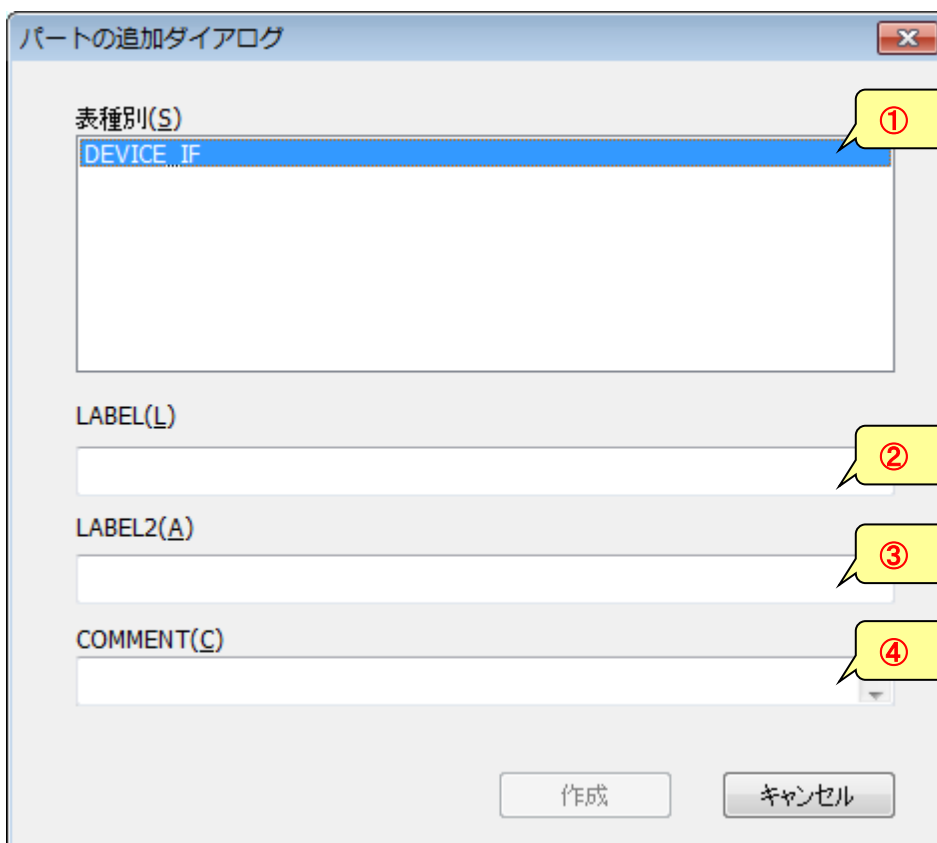 パートの追加ダイアログ
表種別(S)
①
DEVICE_IF
LABEL(L)
②
LABEL2(A)
③
COMMENT(C)
④
作成 キャンセル